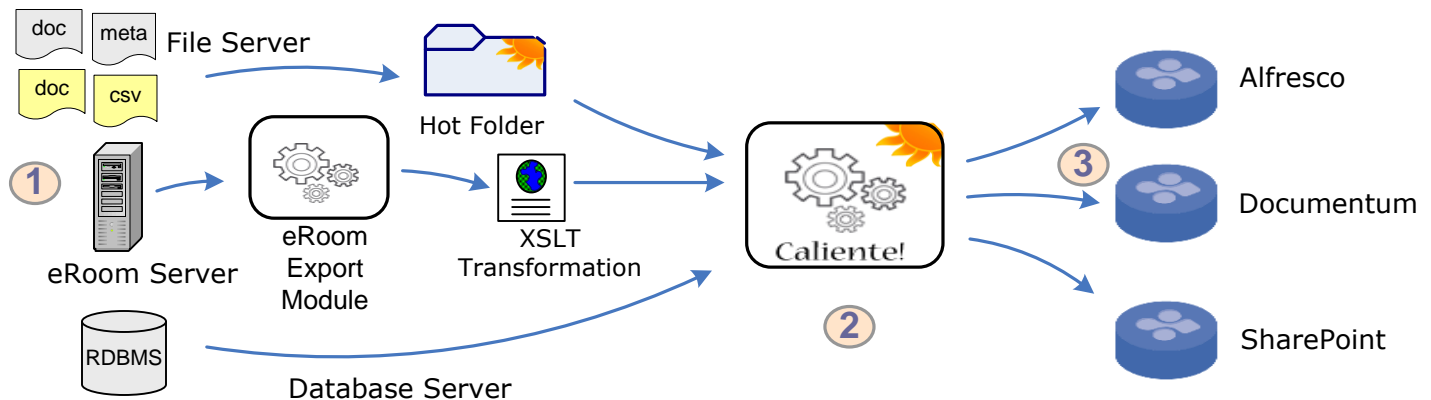 doc
meta
File Server
doc
csv
Hot Folder
1
eRoom Server
eRoom
Export
Module
XSLT
Transformation
RDBMS
Database Server
Caliente!
2
3
Alfresco
Documentum
SharePoint